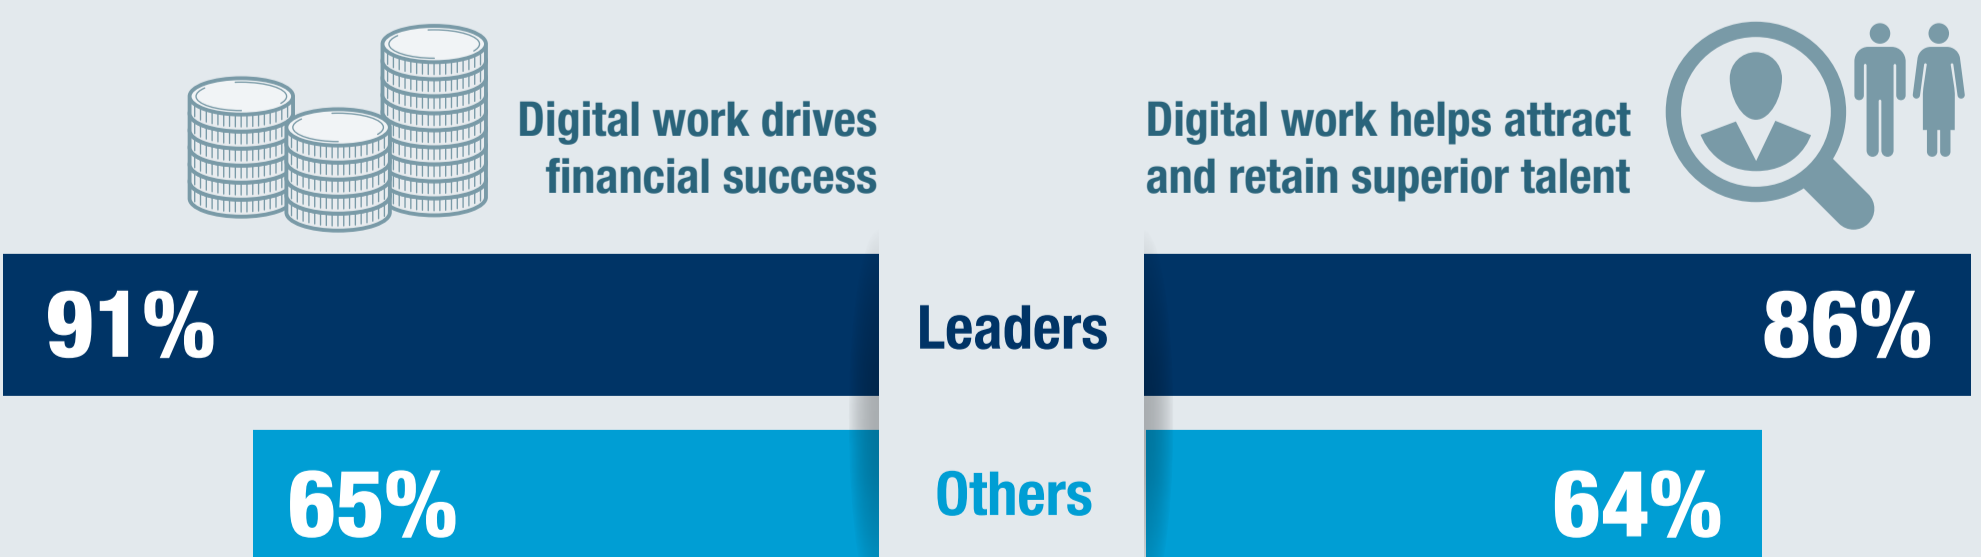 Digital work drives
financial success
Digital work helps attract
and retain superior talent
91%
Leaders
86%
65%
Others
64%